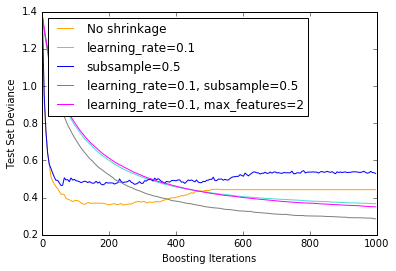 1.4
1.2
1.0
0.8
0.6
0.4
0.2
Test Set Deviance
No shrinkage
learning_rate=0.1
subsample=0.5
learning_rate=0.1, subsample=0.5
learning_rate=0.1, max_features=2
0 200 400 600 800 1000
Boosting Iterations